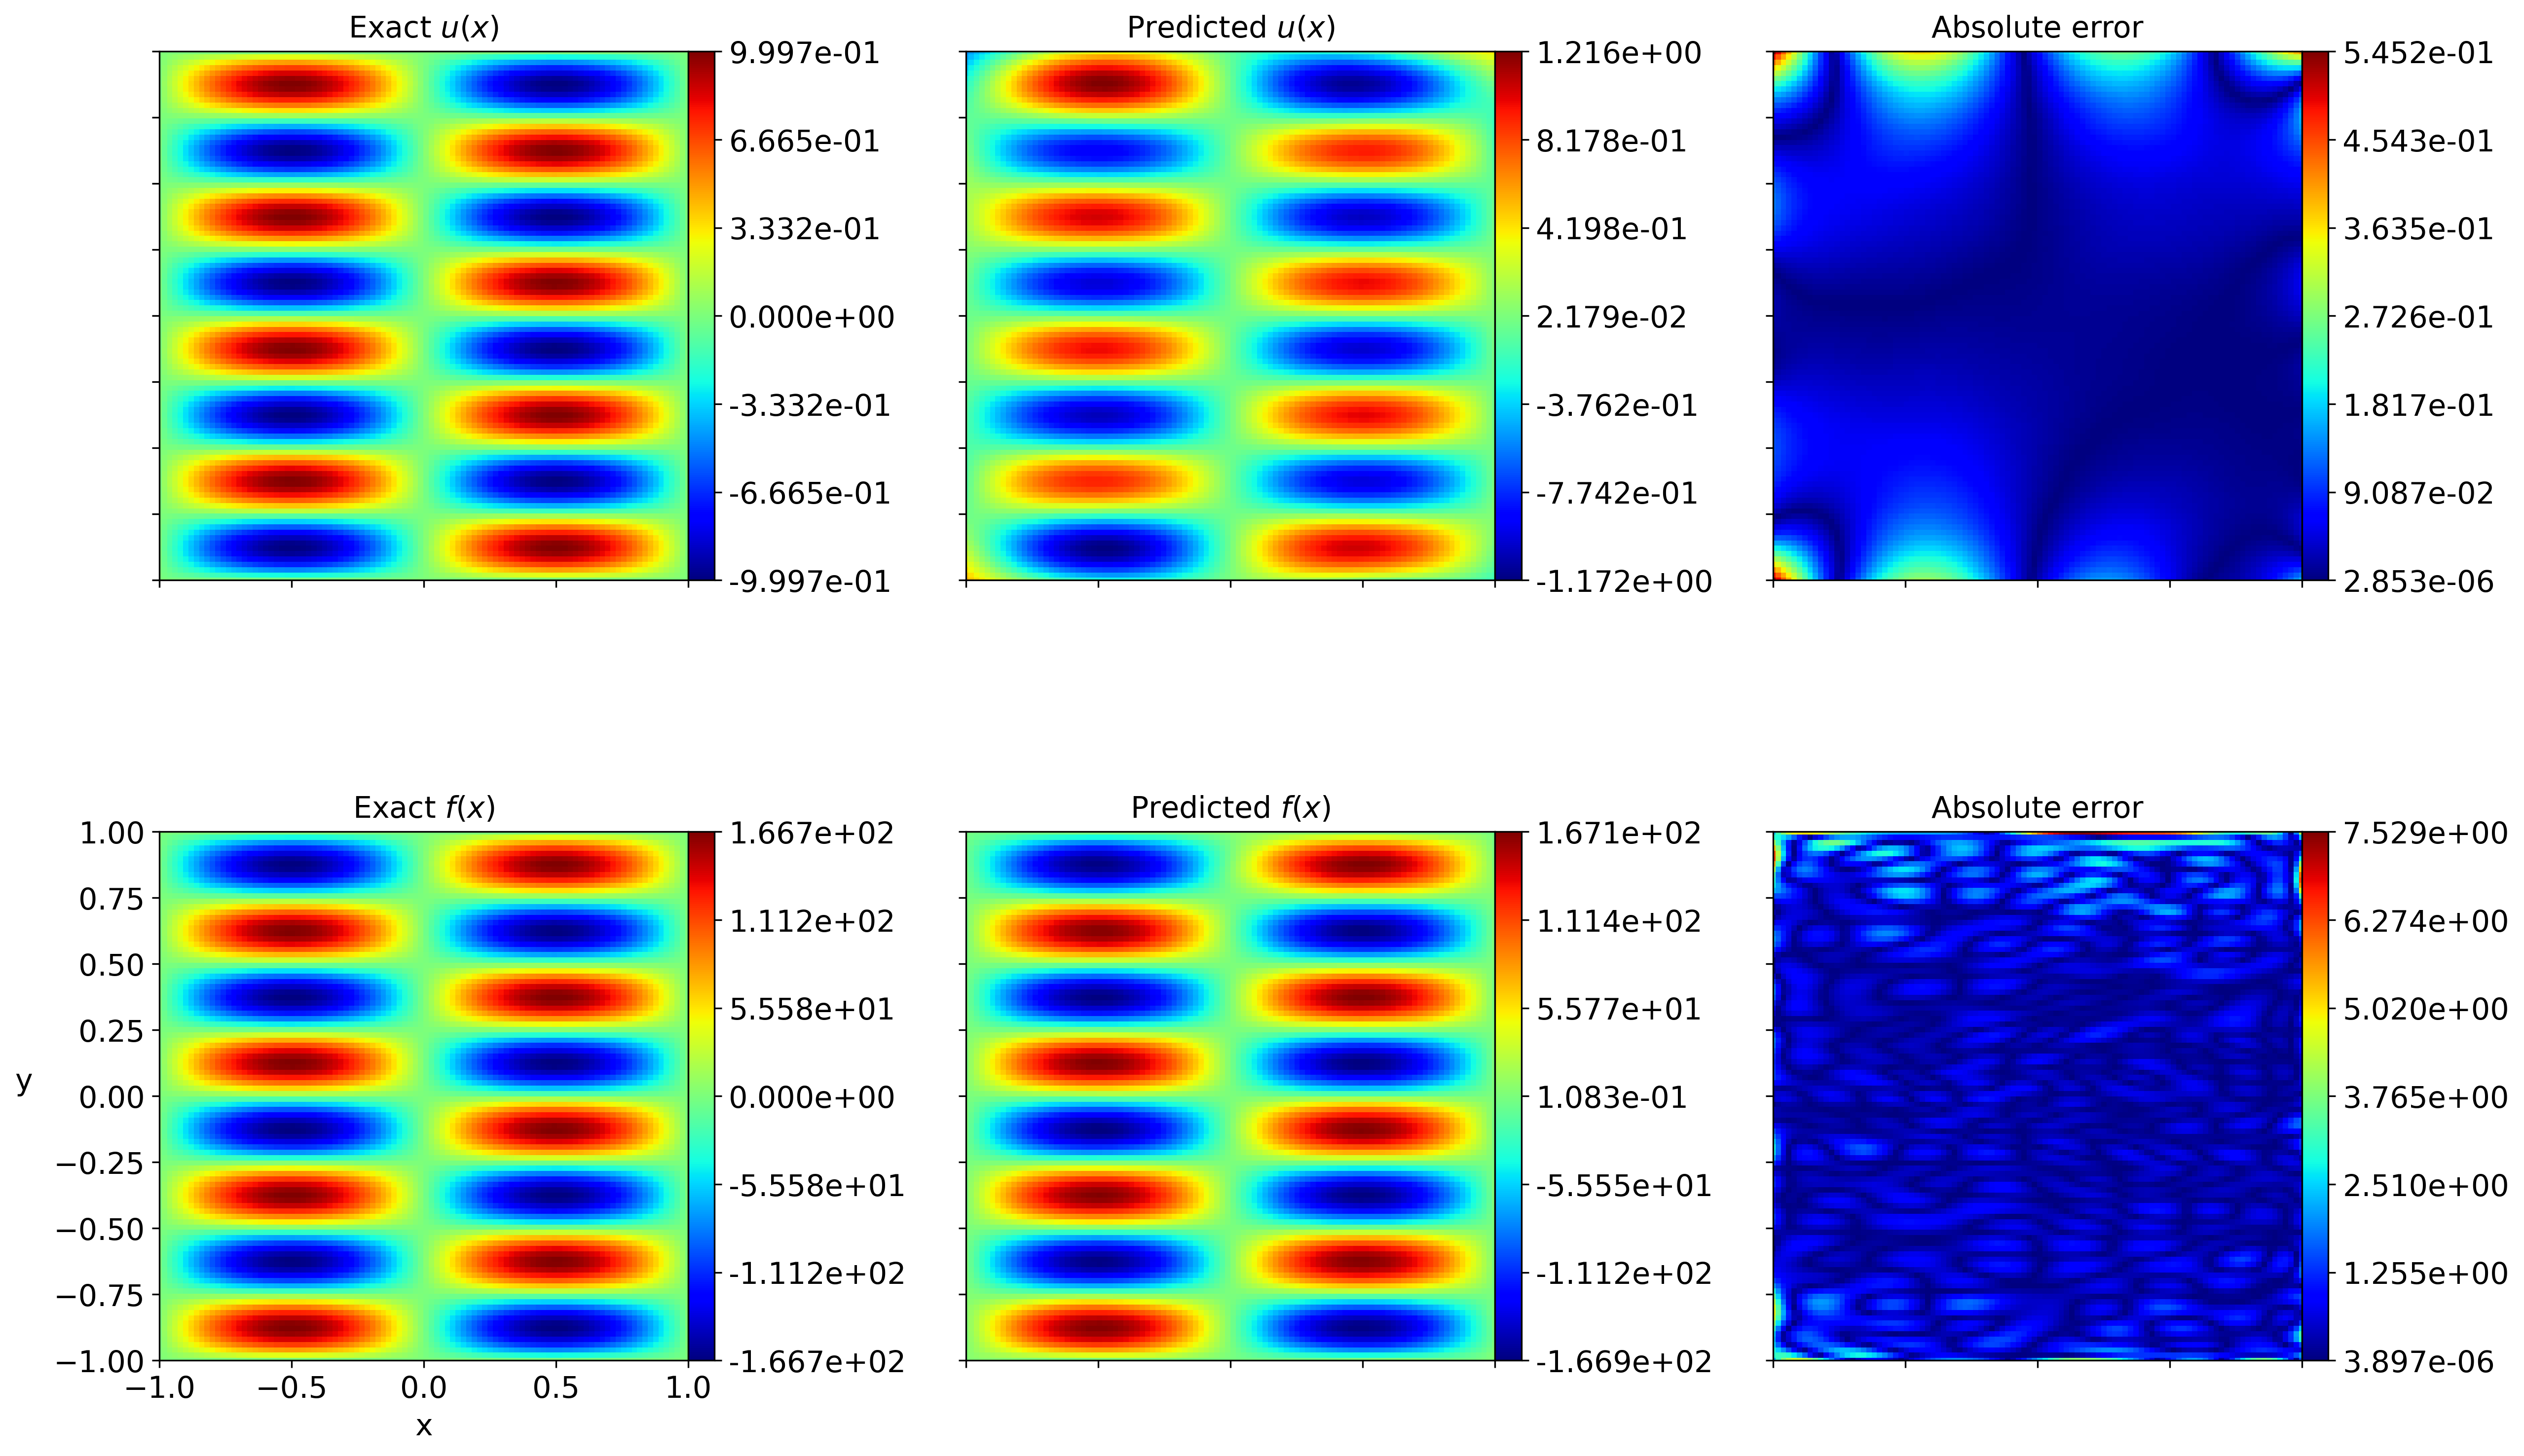 Exact u(x)
9.997e-01
6.665e-01
3.332e-01
0.000e+00
-3.332e-01
-6.665e-01
-9.997e-01
Predicted u(x)
1.216e+00
8.178e-01
4.198e-01
2.179e-02
-3.762e-01
-7.742e-01
-1.172e+00
Absolute error
5.452e-01
4.543e-01
3.635e-01
2.726e-01
1.817e-01
9.087e-02
2.853e-06
Exact f(x)
1.00
0.75
0.50
0.25
0.00
−0.25
−0.50
−0.75
−1.00
y
−1.0 −0.5 0.0 0.5 1.0
x
1.667e+02
1.112e+02
5.558e+01
0.000e+00
-5.558e+01
-1.112e+02
-1.667e+02
Predicted f(x)
1.671e+02
1.114e+02
5.577e+01
1.083e-01
-5.555e+01
-1.112e+02
-1.669e+02
Absolute error
7.529e+00
6.274e+00
5.020e+00
3.765e+00
2.510e+00
1.255e+00
3.897e-06